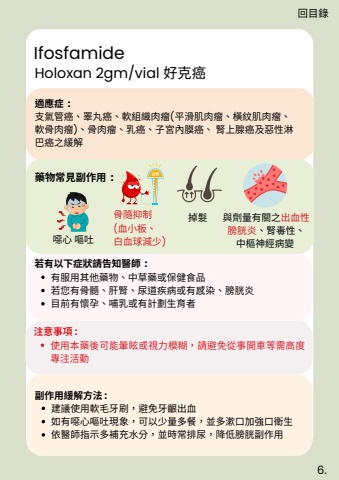 回目錄
Ifosfamide
Holoxan 2gm/vial 好克癌
適應症：
支氣管癌、睪丸癌、軟組織肉瘤(平滑肌肉瘤、橫紋肌肉瘤、
軟骨肉瘤)、骨肉瘤、乳癌、子宮內膜癌、腎上腺癌及惡性淋
巴癌之緩解
藥物常見副作用：
噁心 嘔吐
骨隨抑制
(血小板、
白血球減少)
掉髮
與劑量有關之出血性
膀胱炎、腎毒性、
中樞神經病變
若有以下症狀請告知醫師：
• 有服用其他藥物、中草藥或保健食品
• 若您有骨髓、肝腎、尿道疾病或有感染、膀胱炎
• 目前有懷孕、哺乳或有計劃生育者
注意事項：
• 使用本藥後可能暈眩或視力模糊，請避免從事開車等需高度
專注活動
副作用緩解方法：
• 建議使用軟毛牙刷，避免牙齦出血
• 如有噁心嘔吐現象，可以少量多餐，並多漱口加強口衛生
• 依醫師指示多補充水分，並時常排尿，降低膀胱副作用
6.